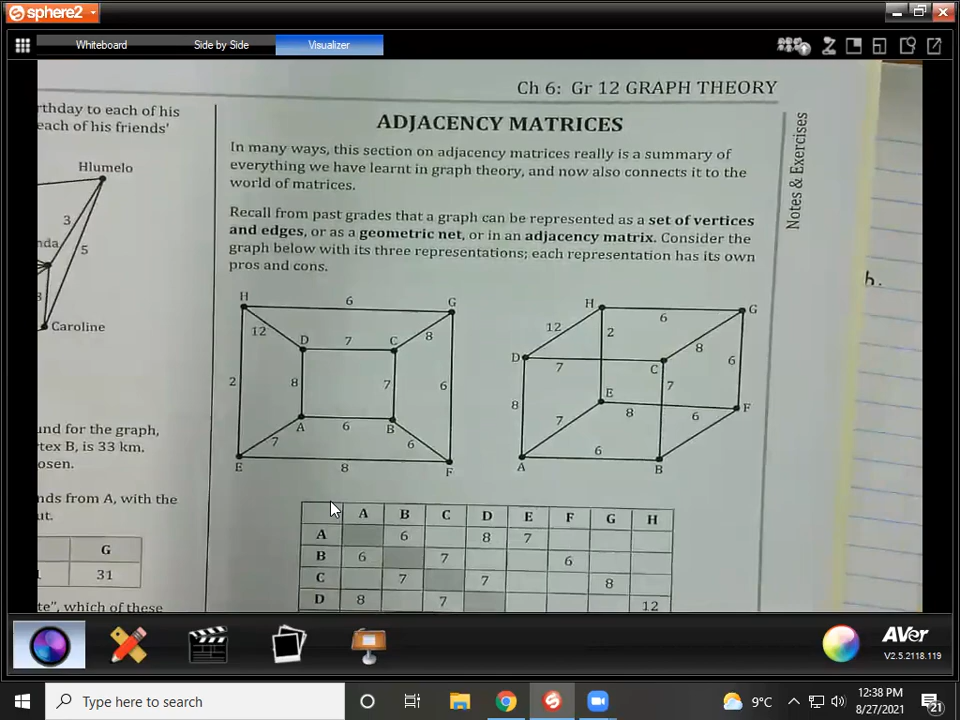 sphere2
Whiteboard
Side by Side
Visualizer
Ch 6: Gr 12 GRAPH THEORY
Notes & Exercises
rthday to each of his
each of his friends'
Hlumelo
3
5
nda
Caroline
und for the graph,
rtex B, is 33 km.
osen.
nds from A, with the
ut.
G
31
te", which of these
ADJACENCY MATRICES
In many ways, this section on adjacency matrices really is a summary of
everything we have learnt in graph theory, and now also connects it to the
world of matrices.
Recall from past grades that a graph can be represented as a set of vertices
and edges, or as a geometric net, or in an adjacency matrix. Consider the
graph below with its three representations; each representation has its own
pros and cons.
H 6 G
12 D 7 C 8
2 8 7 6
A 6 B
7 6
E 8 F
H 6 G
12 2
D 7 C 8 6
E 7
8 7 8 6 F
6
A B
h.
A B C D E F G H
A 6 8 7
B 6 7 6
C 7 7 8
D 8 7 12
AVer
V2.5.2118.119
Type here to search
9°C
12:38 PM
8/27/2021
21